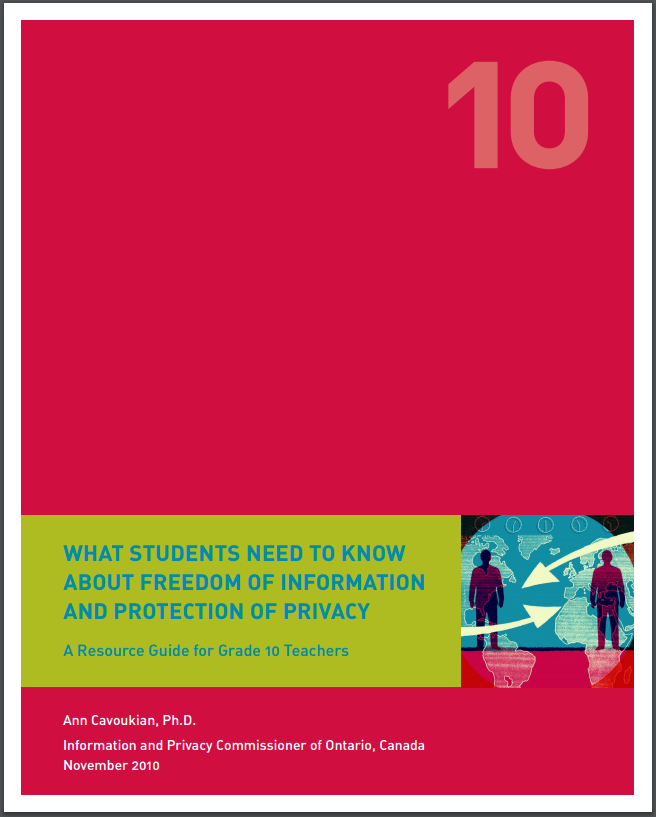 10
WHAT STUDENTS NEED TO KNOW
ABOUT FREEDOM OF INFORMATION
AND PROTECTION OF PRIVACY
A Resource Guide for Grade 10 Teachers
Ann Cavoukian, Ph.D.
Information and Privacy Commissioner of Ontario, Canada
November 2010